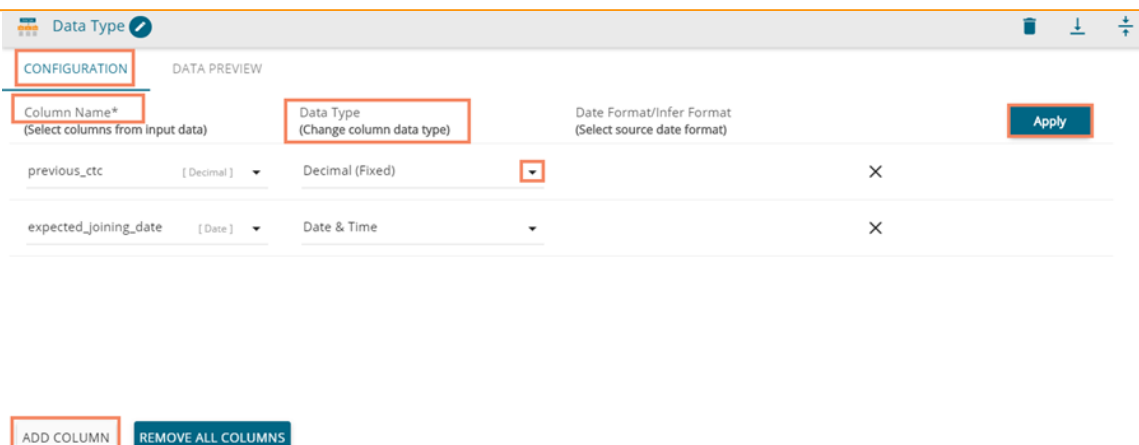 Data Type
CONFIGURATION DATA PREVIEW
Column Name* Data Type Date Format/Infer Format Apply
(Select columns from input data) (Change column data type) (Select source date format)
previous_ctc [ Decimal ] Decimal (Fixed)
expected_joining_date [ Date ] Date & Time
ADD COLUMN REMOVE ALL COLUMNS